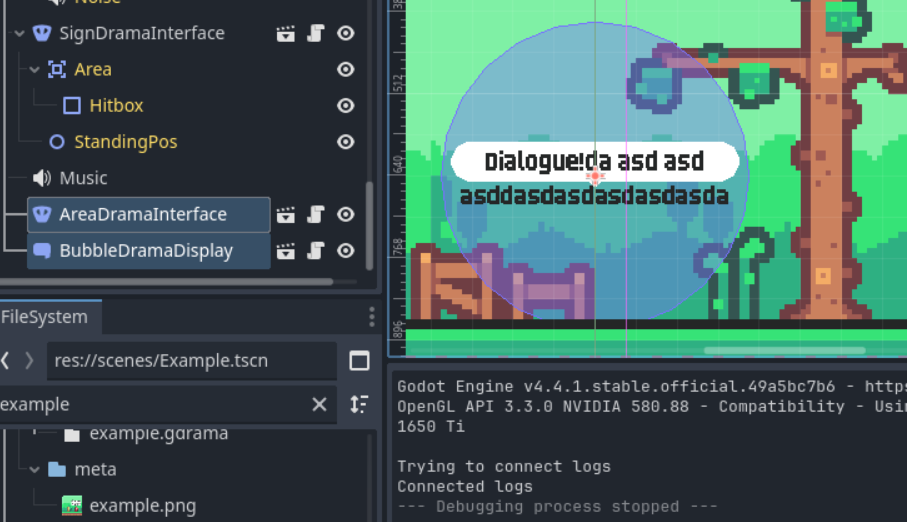 Noise
SignDramaInterface
Area
Hitbox
StandingPos
Music
AreaDramaInterface
BubbleDramaDisplay
FileSystem
res://scenes/Example.tscn
example
example.gdrama
meta
example.png
512
640
768
896
Dialogue!da asd asd
asddasdasdasdasdasda
Godot Engine v4.4.1.stable.official.49a5bc7b6 - https
OpenGL API 3.3.0 NVIDIA 580.88 - Compatibility - Usin
1650 Ti
Trying to connect logs
Connected logs
--- Debugging process stopped ---